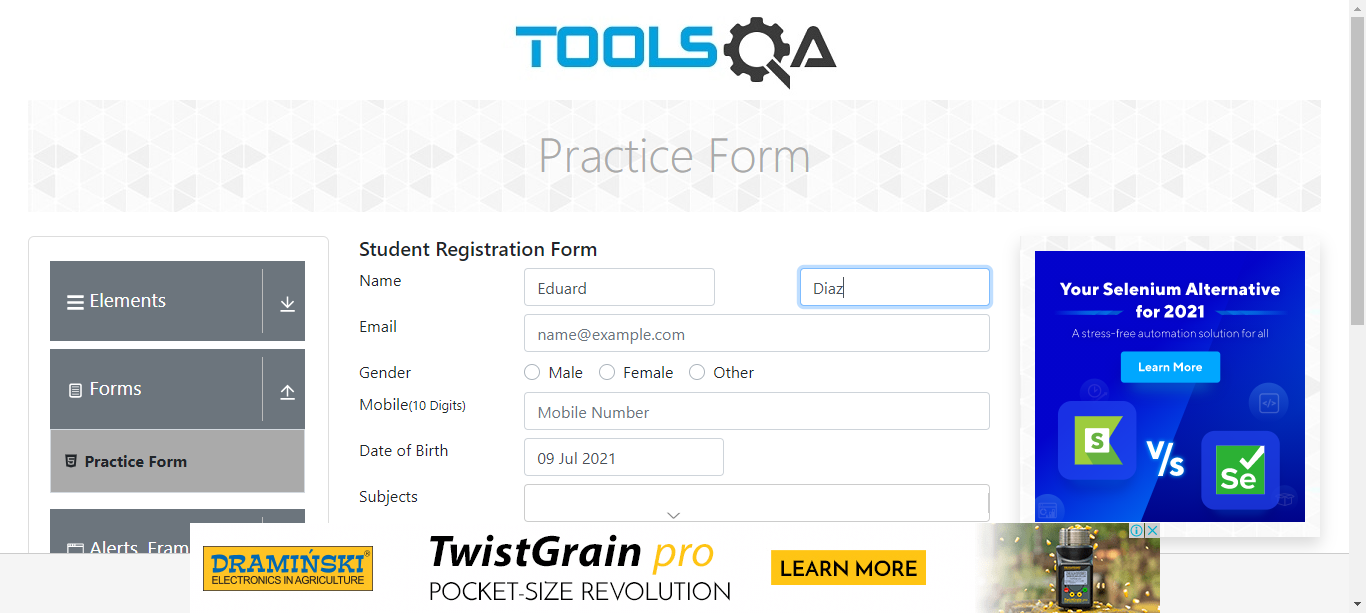 TOOLSQA
Practice Form
Elements
Forms
Practice Form
Alerts, Fram
Student Registration Form
Name
Eduard
Diaz
Email
name@example.com
Gender
Male
Female
Other
Mobile(10 Digits)
Mobile Number
Date of Birth
09 Jul 2021
Subjects
Your Selenium Alternative
for 2021
A stress-free automation solution for all
Learn More
S
V/s
Se
DRAMIŃSKI®
ELECTRONICS IN AGRICULTURE
TwistGrain pro
POCKET-SIZE REVOLUTION
LEARN MORE